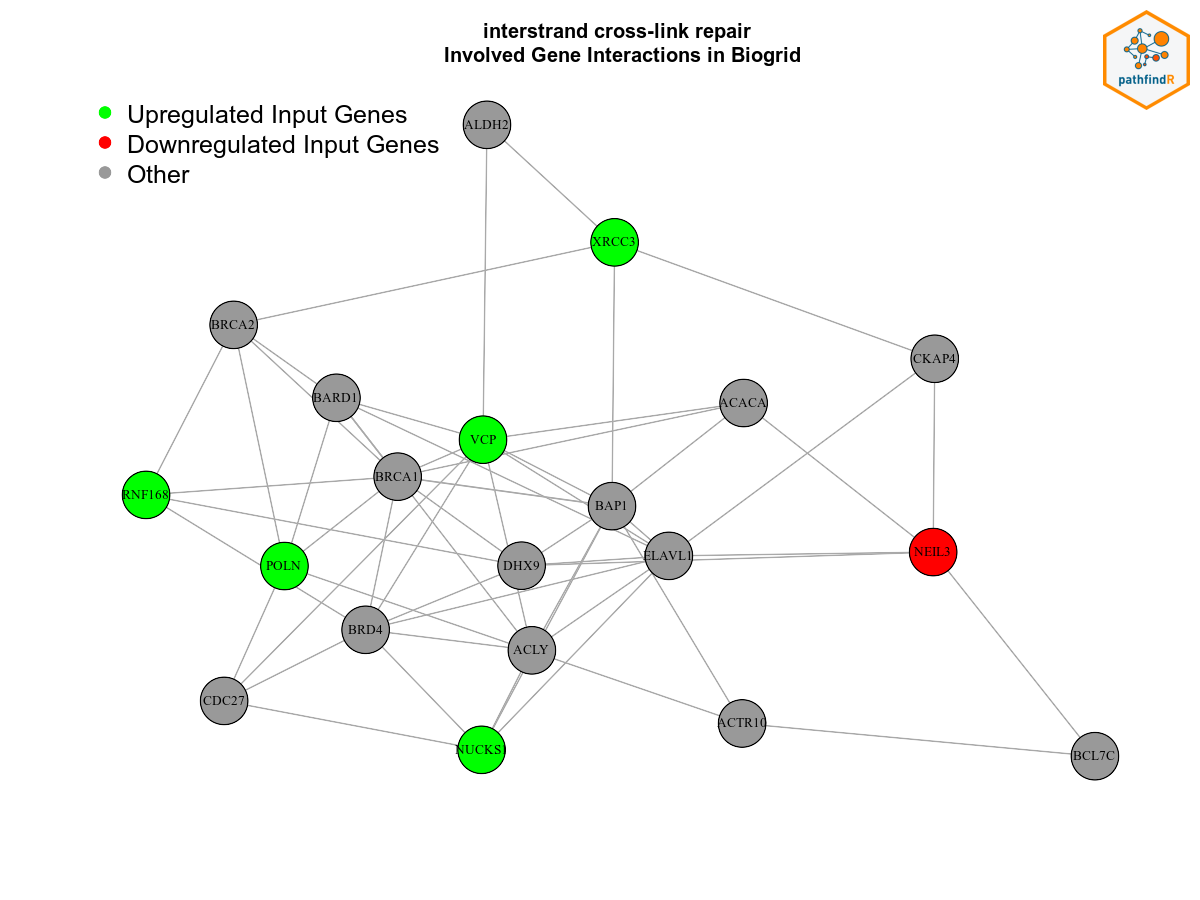 interstrand cross-link repair
Involved Gene Interactions in Biogrid
pathfindR
Upregulated Input Genes
Downregulated Input Genes
Other
ALDH2
XRCC3
BRCA2
CKAP4
BARD1
ACACA
VCP
BRCA1
RNF168
BAP1
ELAVL1
NEIL3
POLN
DHX9
BRD4
ACLY
CDC27
ACTR10
NUCKS1
BCL7C